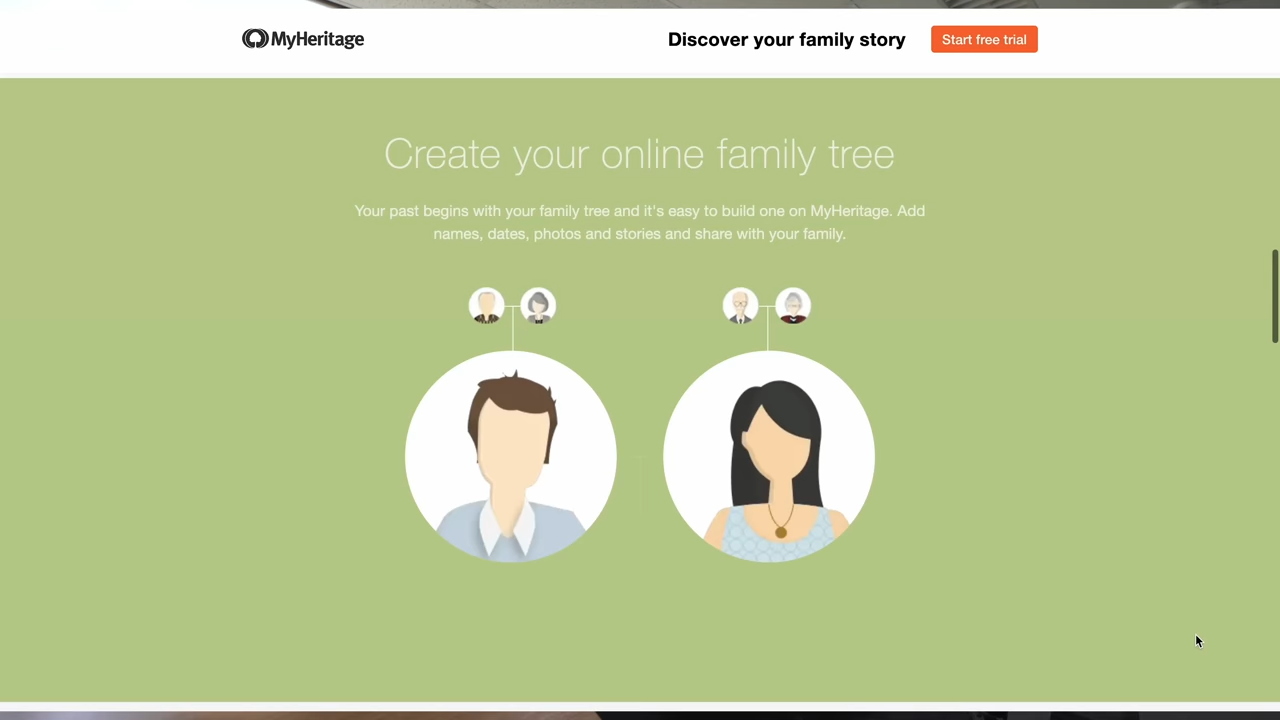 MyHeritage
Discover your family story
Start free trial
Create your online family tree
Your past begins with your family tree and it's easy to build one on MyHeritage. Add
names, dates, photos and stories and share with your family.